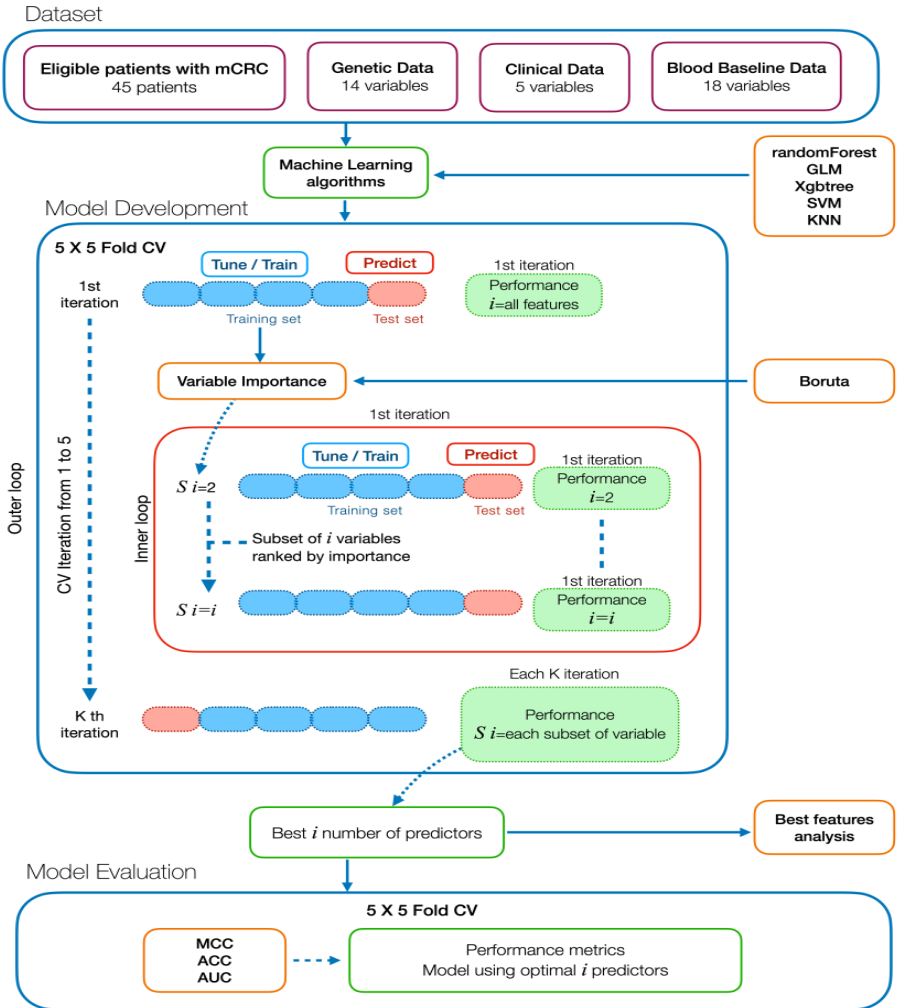 Dataset
Eligible patients with mCRC
45 patients
Genetic Data
14 variables
Clinical Data
5 variables
Blood Baseline Data
18 variables
Machine Learning
algorithms
randomForest
GLM
Xgbtree
SVM
KNN
Model Development
5 X 5 Fold CV
1st
iteration
Tune / Train
Predict
Training set
Test set
1st iteration
Performance
i=all features
Variable Importance
Boruta
Outer loop
CV Iteration from 1 to 5
1st iteration
Inner loop
Tune / Train
Predict
S i=2
Training set
Test set
1st iteration
Performance
i=2
Subset of i variables
ranked by importance
S i=i
1st iteration
Performance
i=i
K th
iteration
Each K iteration
Performance
S i=each subset of variable
Best i number of predictors
Best features
analysis
Model Evaluation
5 X 5 Fold CV
MCC
ACC
AUC
Performance metrics
Model using optimal i predictors